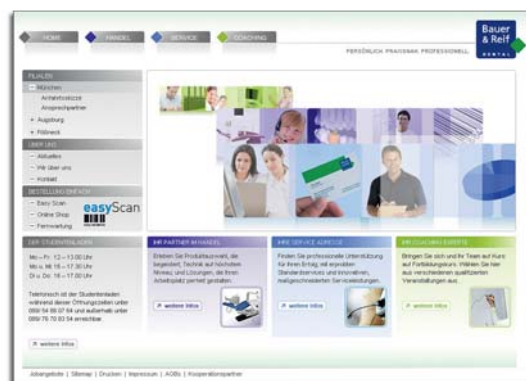 HOME
HANDEL
SERVICE
COACHING
Bauer
& Reif
DENTAL
PERSÖNLICH. PRAXISNAH. PROFESSIONELL.
FILIALEN
München
Anfahrtsskizze
Ansprechpartner
+ Augsburg
+ Pößneck
ÜBER UNS
Aktuelles
Wir über uns
Kontakt
BESTELLUNG EINFACH
Easy Scan
Online Shop
Fernwartung
easyScan
DER STUDENTENLADEN
Mo – Fr: 12 – 13.00 Uhr
Mo u. Mi: 15 – 17.30 Uhr
Di u. Do: 16 – 17.00 Uhr
Telefonisch ist der Studentenladen
während dieser Öffnungszeiten unter
089/ 54 88 07 64 und außerhalb unter
089/ 76 70 83 54 erreichbar.
weitere Infos
IHR PARTNER IM HANDEL
Erleben Sie Produktauswahl, die
begeistert, Technik auf höchstem
Niveau und Lösungen, die Ihren
Arbeitsplatz perfekt gestalten.
weitere Infos
IHRE SERVICE ADRESSE
Finden Sie professionelle Unterstützung
für Ihren Erfolg mit erprobten
Standardservices und innovativen,
maßgeschneiderten Serviceleistungen.
weitere Infos
IHR COACHING EXPERTE
Bringen Sie sich und Ihr Team auf Kurs:
auf Fortbildungskurs. Wählen Sie hier
aus verschiedenen qualifizierten
Veranstaltungen aus.
weitere Infos
Jobangebote | Sitemap | Drucken | Impressum | AGBs | Kooperationspartner